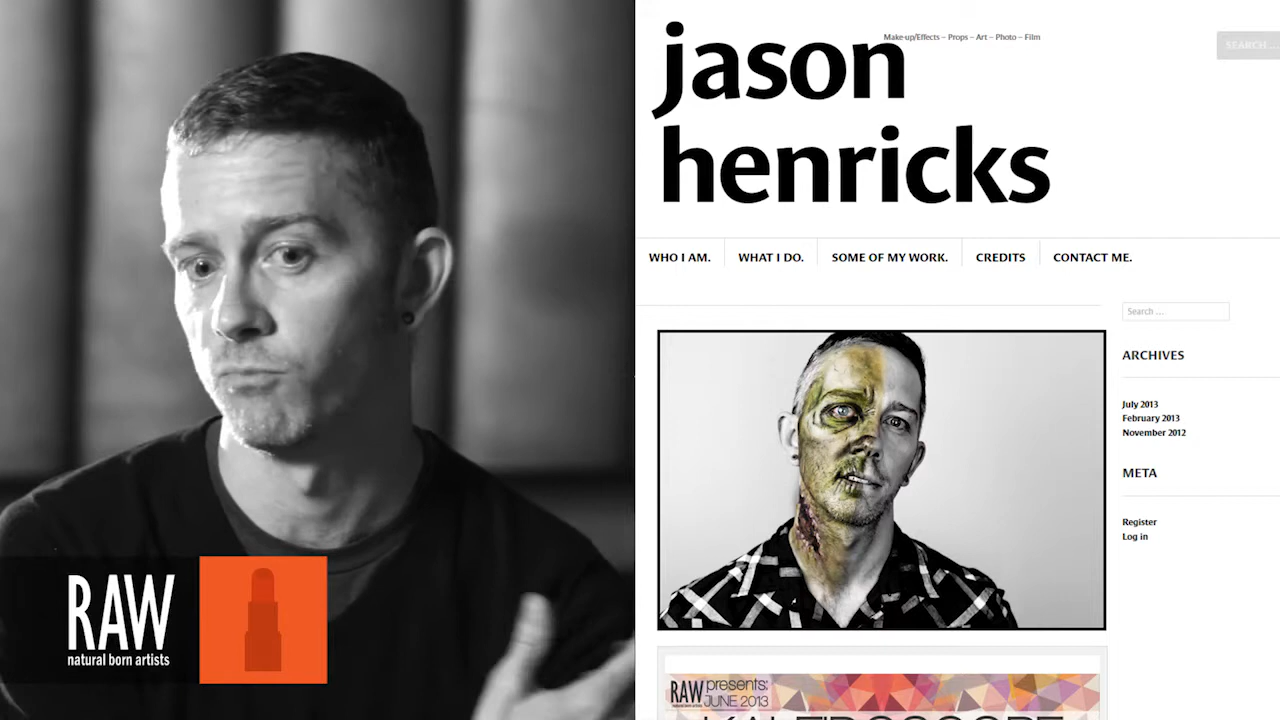 RAW
natural born artists
Make-up/Effects – Props – Art – Photo – Film
SEARCH ...
jason
henricks
WHO I AM.
WHAT I DO.
SOME OF MY WORK.
CREDITS
CONTACT ME.
Search …
ARCHIVES
July 2013
February 2013
November 2012
META
Register
Log in
RAW presents:
JUNE 2013
KALEIDOSCOPE